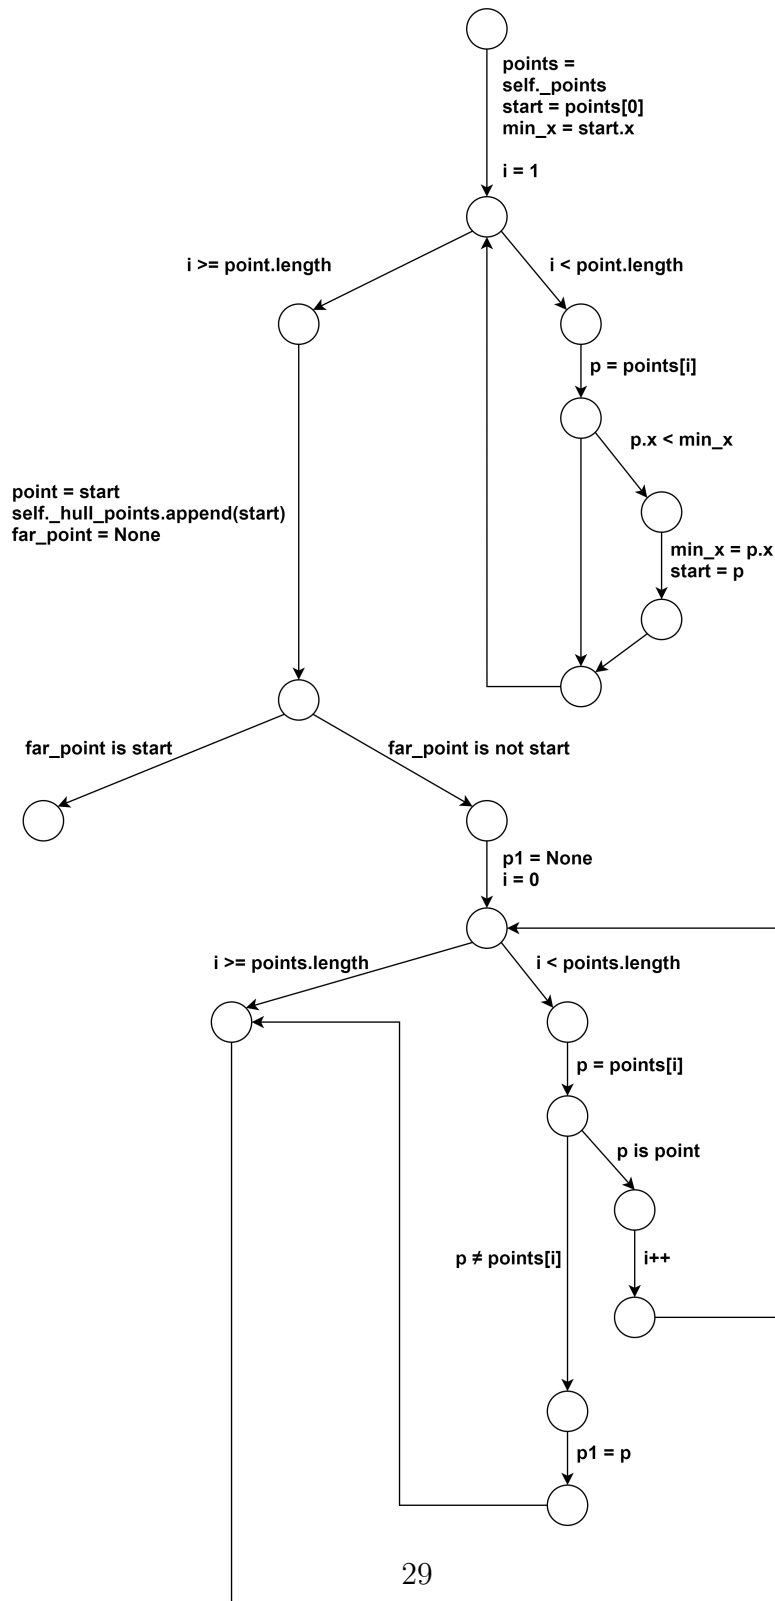 points =
self._points
start = points[0]
min_x = start.x
i = 1
i >= point.length
i < point.length
p = points[i]
p.x < min_x
point = start
self._hull_points.append(start)
far_point = None
min_x = p.x
start = p
far_point is start
far_point is not start
p1 = None
i = 0
i >= points.length
i < points.length
p = points[i]
p is point
p ≠ points[i]
i++
p1 = p
29